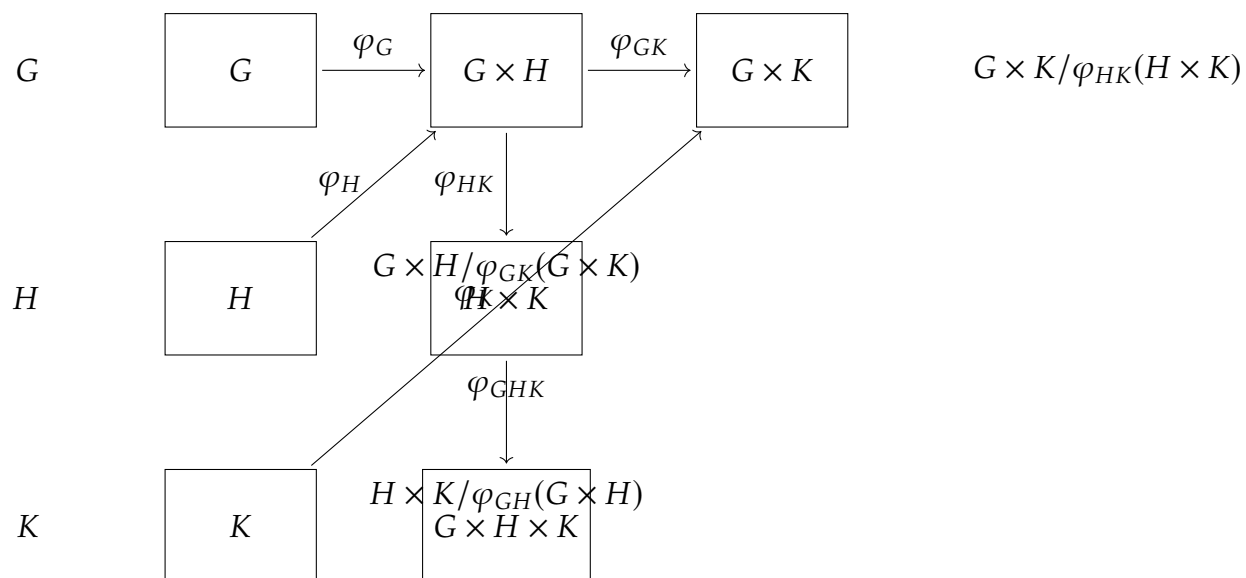 φ_G φ_GK
G G G × H G × K G × K/φ_HK(H × K)
φ_H φ_HK
G × H/φ_GK(G × K)
H H H × K
φ_GHK
H × K/φ_GH(G × H)
K K G × H × K